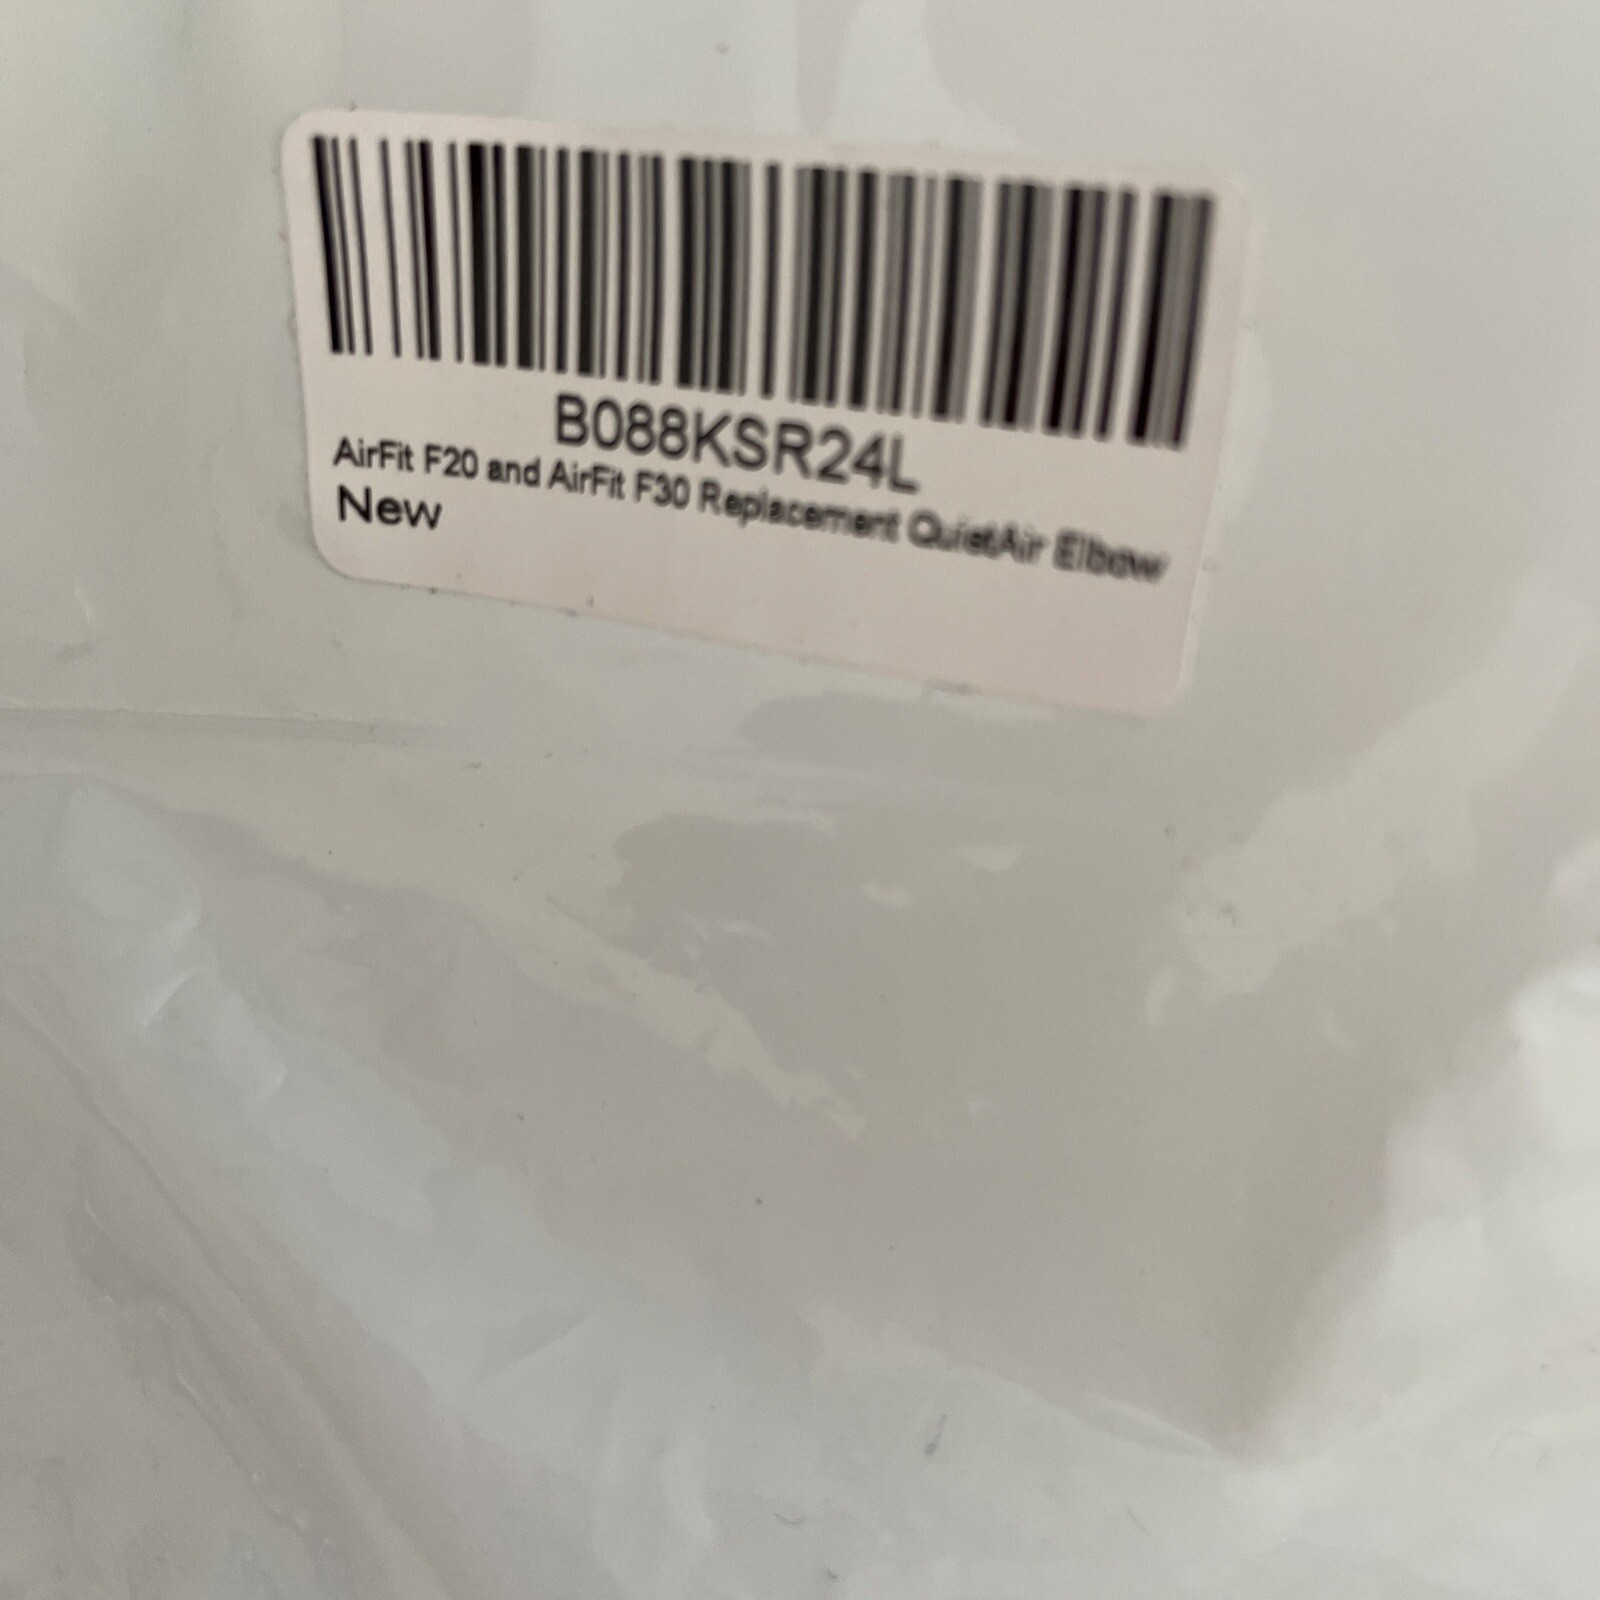 B088KSR24L
AirFit F20 and AirFit F30 Replacement QuietAir Elbow
New